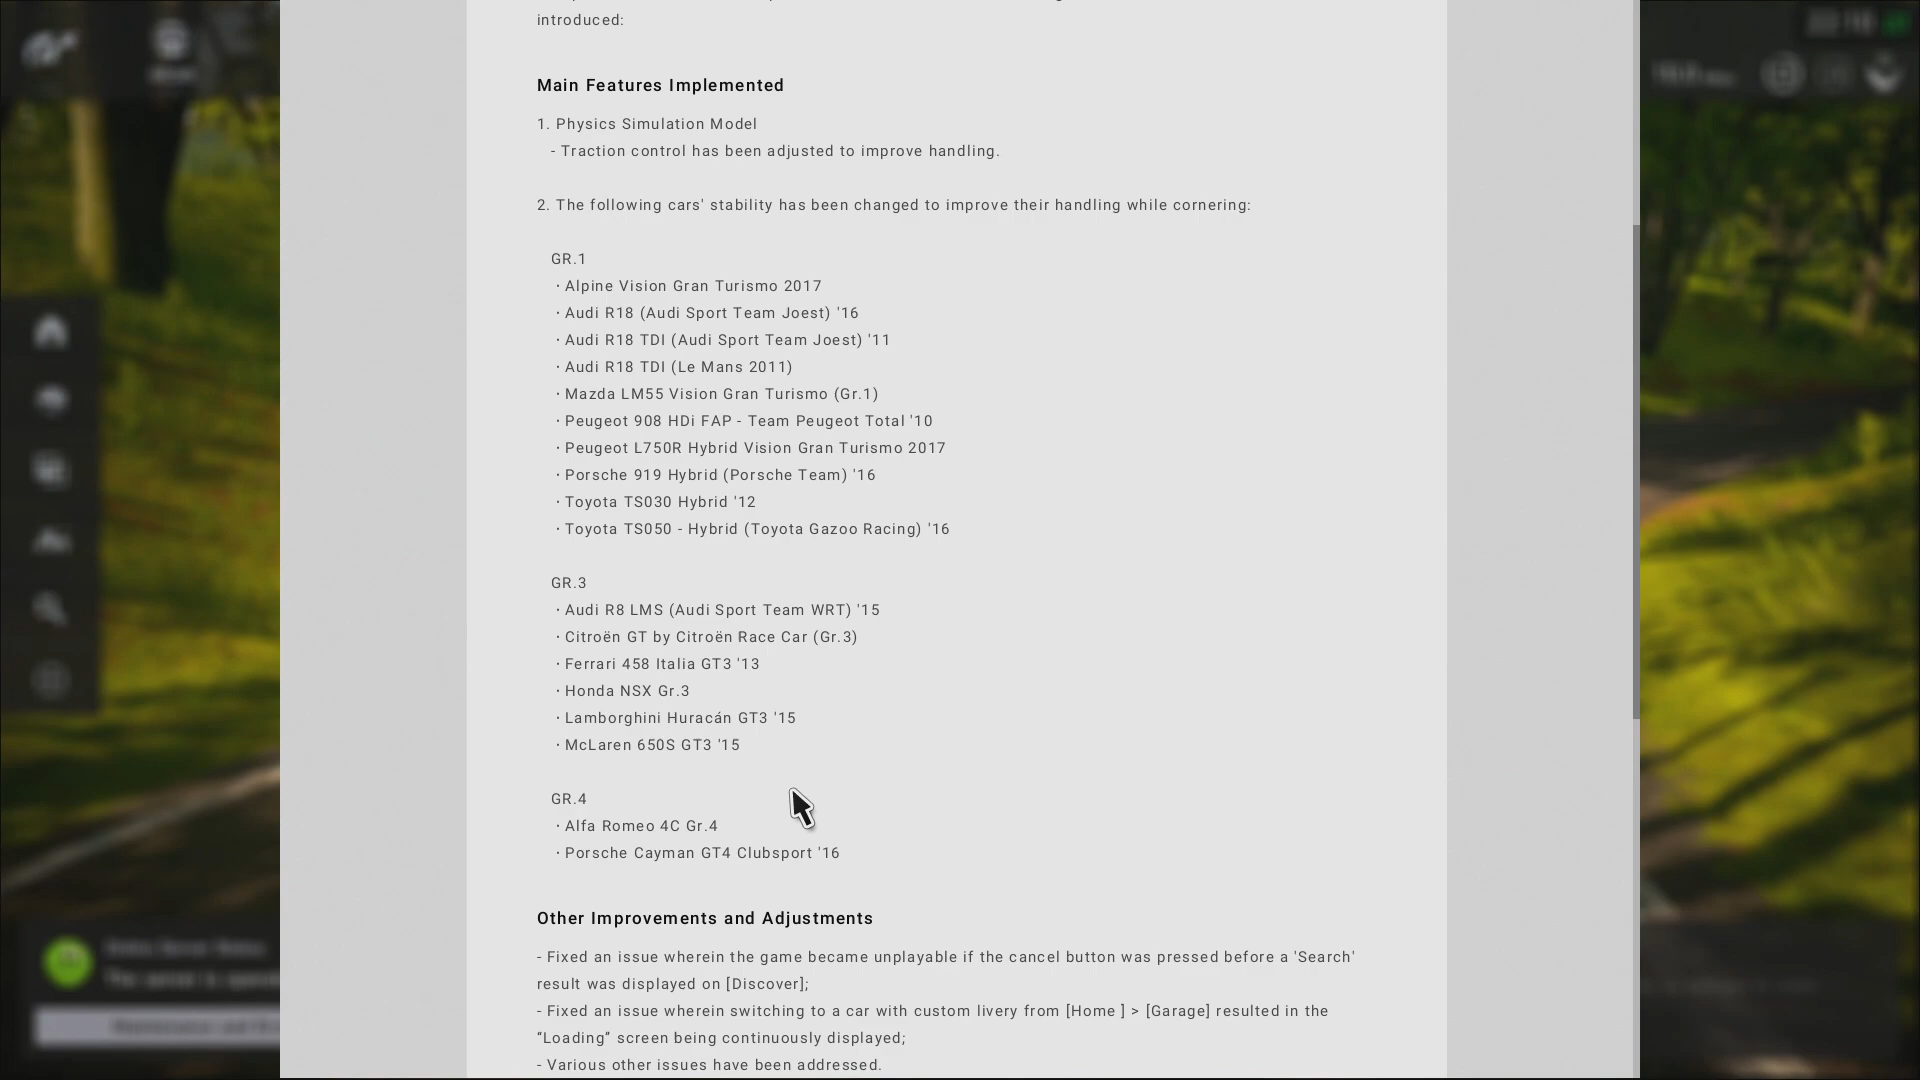 introduced:
Main Features Implemented
1. Physics Simulation Model
- Traction control has been adjusted to improve handling.
2. The following cars' stability has been changed to improve their handling while cornering:
GR.1
・Alpine Vision Gran Turismo 2017
・Audi R18 (Audi Sport Team Joest) '16
・Audi R18 TDI (Audi Sport Team Joest) '11
・Audi R18 TDI (Le Mans 2011)
・Mazda LM55 Vision Gran Turismo (Gr.1)
・Peugeot 908 HDi FAP - Team Peugeot Total '10
・Peugeot L750R Hybrid Vision Gran Turismo 2017
・Porsche 919 Hybrid (Porsche Team) '16
・Toyota TS030 Hybrid '12
・Toyota TS050 - Hybrid (Toyota Gazoo Racing) '16
GR.3
・Audi R8 LMS (Audi Sport Team WRT) '15
・Citroën GT by Citroën Race Car (Gr.3)
・Ferrari 458 Italia GT3 '13
・Honda NSX Gr.3
・Lamborghini Huracán GT3 '15
・McLaren 650S GT3 '15
GR.4
・Alfa Romeo 4C Gr.4
・Porsche Cayman GT4 Clubsport '16
Other Improvements and Adjustments
- Fixed an issue wherein the game became unplayable if the cancel button was pressed before a 'Search'
result was displayed on [Discover];
- Fixed an issue wherein switching to a car with custom livery from [Home ] > [Garage] resulted in the
“Loading” screen being continuously displayed;
- Various other issues have been addressed.